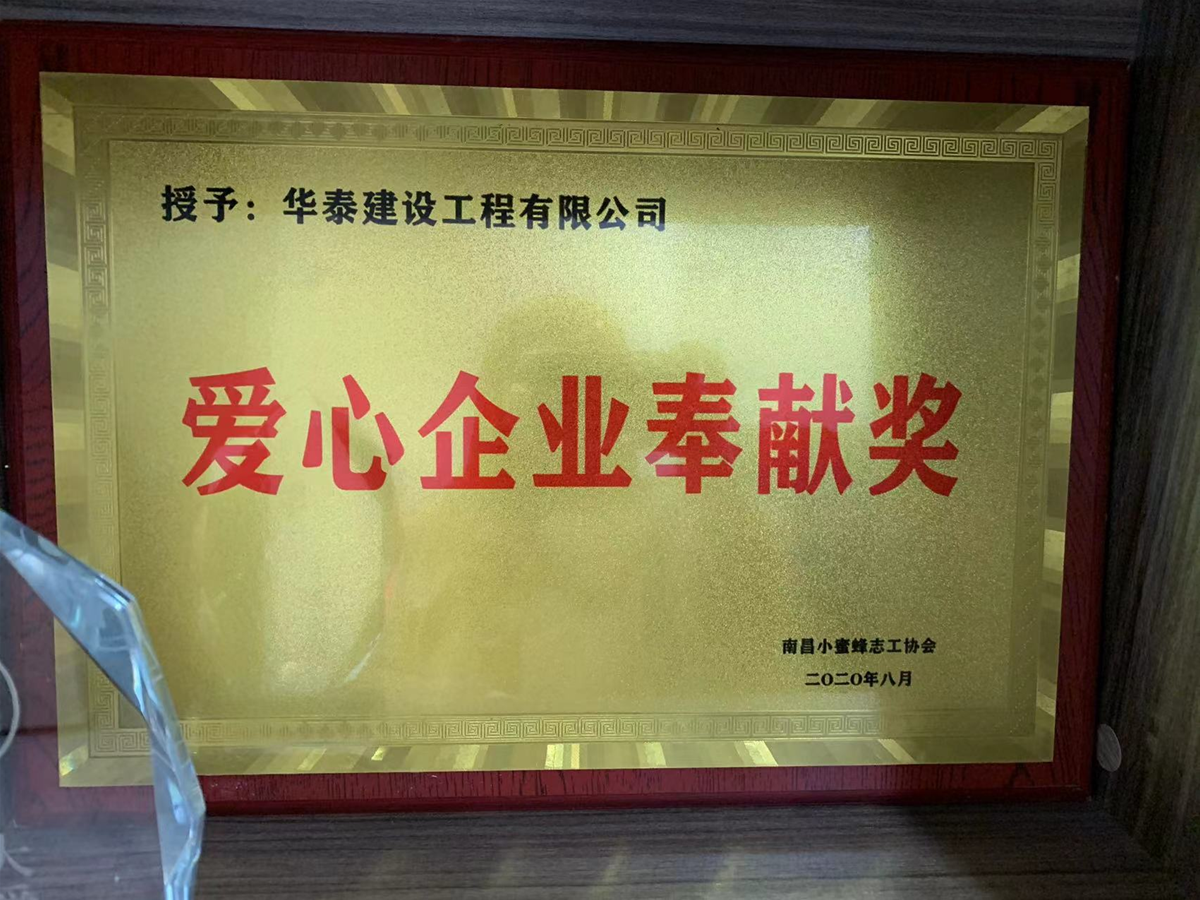 授予：华泰建设工程有限公司
爱心企业奉献奖
南昌小蜜蜂志工协会
二〇二〇年八月